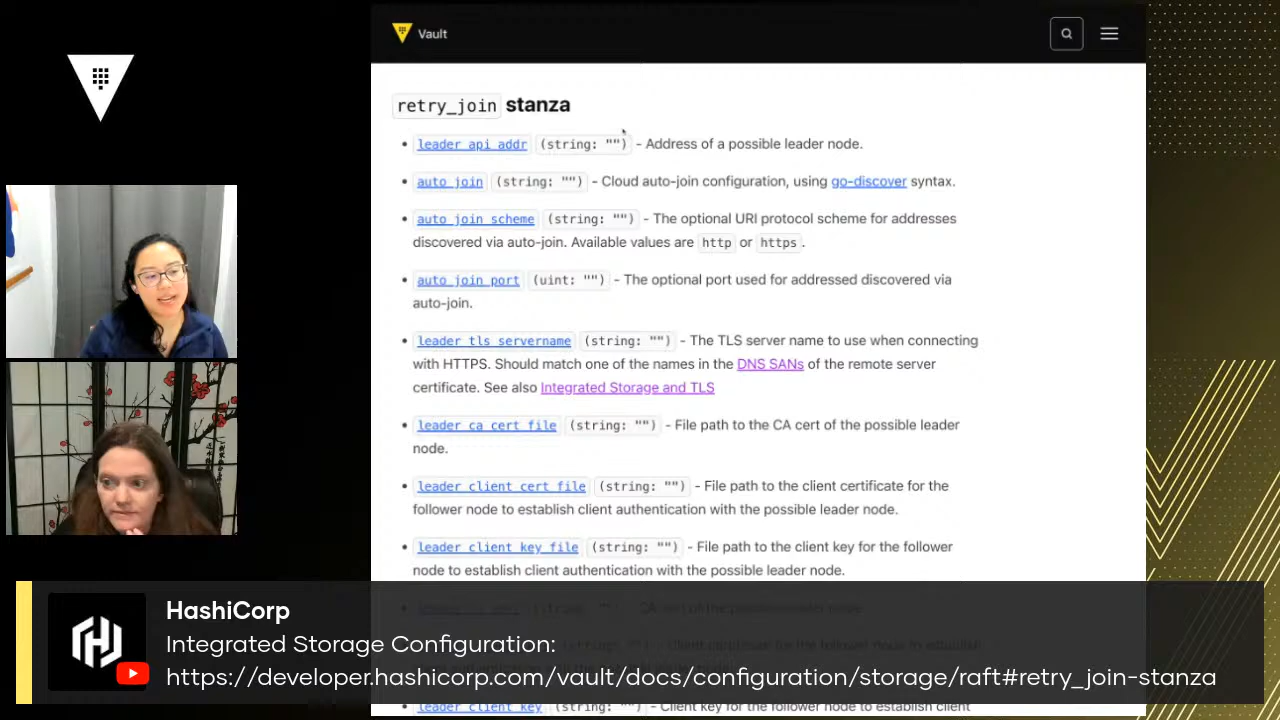 Vault
retry_join stanza
leader_api_addr (string: "") - Address of a possible leader node.
auto_join (string: "") - Cloud auto-join configuration, using go-discover syntax.
auto_join_scheme (string: "") - The optional URI protocol scheme for addresses
discovered via auto-join. Available values are http or https.
auto_join_port (uint: "") - The optional port used for addressed discovered via
auto-join.
leader_tls_servername (string: "") - The TLS server name to use when connecting
with HTTPS. Should match one of the names in the DNS SANs of the remote server
certificate. See also Integrated Storage and TLS
leader_ca_cert_file (string: "") - File path to the CA cert of the possible leader
node.
leader_client_cert_file (string: "") - File path to the client certificate for the
follower node to establish client authentication with the possible leader node.
leader_client_key_file (string: "") - File path to the client key for the follower
node to establish client authentication with the possible leader node.
HashiCorp
Integrated Storage Configuration:
https://developer.hashicorp.com/vault/docs/configuration/storage/raft#retry_join-stanza
leader_client_key (string: "") - Client key for the follower node to establish client